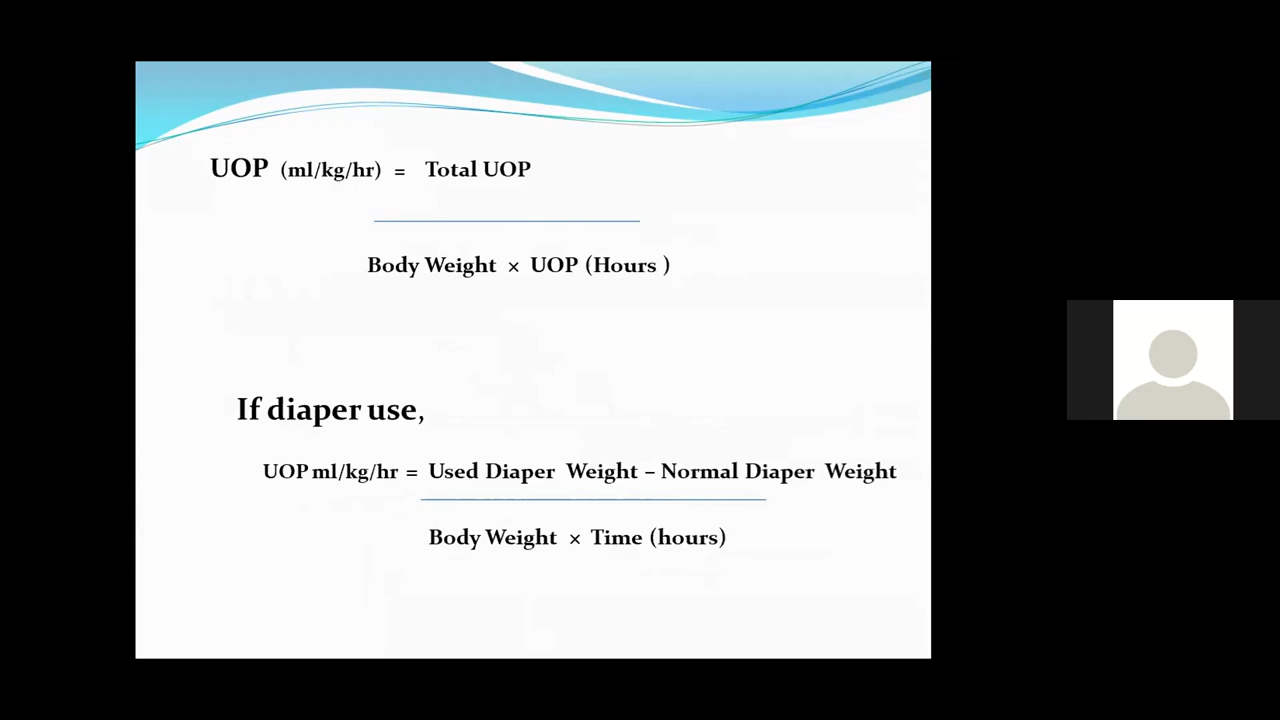 UOP (ml/kg/hr) = Total UOP
Body Weight × UOP (Hours )
If diaper use,
UOP ml/kg/hr = Used Diaper Weight – Normal Diaper Weight
Body Weight × Time (hours)